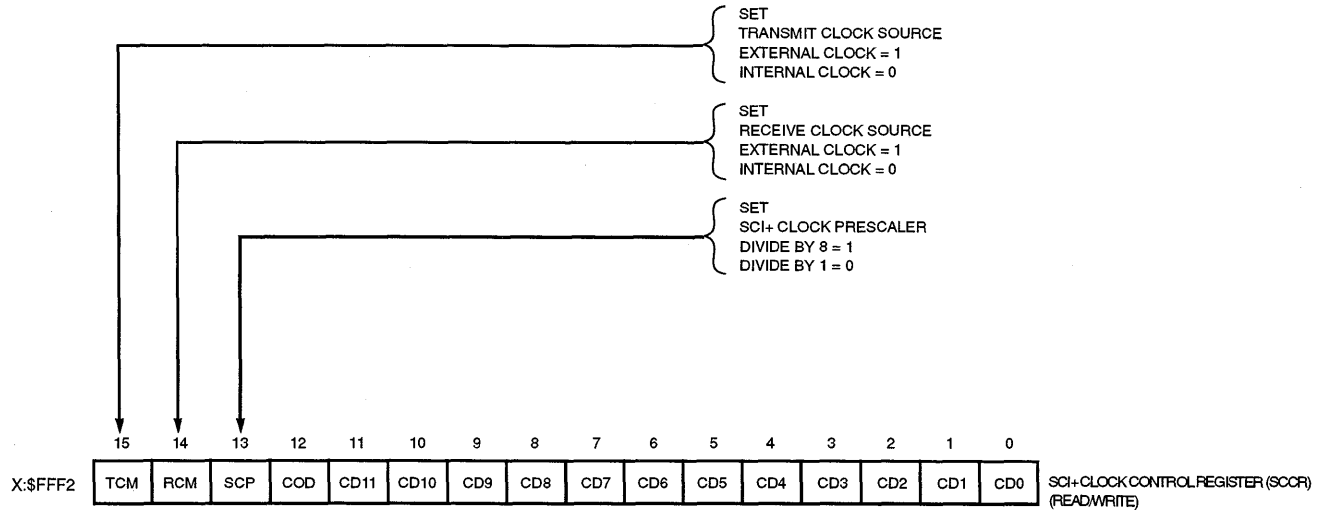 SET
TRANSMIT CLOCK SOURCE
EXTERNAL CLOCK = 1
INTERNAL CLOCK = 0
SET
RECEIVE CLOCK SOURCE
EXTERNAL CLOCK = 1
INTERNAL CLOCK = 0
SET
SCI+ CLOCK PRESCALER
DIVIDE BY 8 = 1
DIVIDE BY 1 = 0
15 14 13 12 11 10 9 8 7 6 5 4 3 2 1 0
X:$FFF2 TCM RCM SCP COD CD11 CD10 CD9 CD8 CD7 CD6 CD5 CD4 CD3 CD2 CD1 CD0 SCI+ CLOCK CONTROL REGISTER (SCCR)
(READ/WRITE)